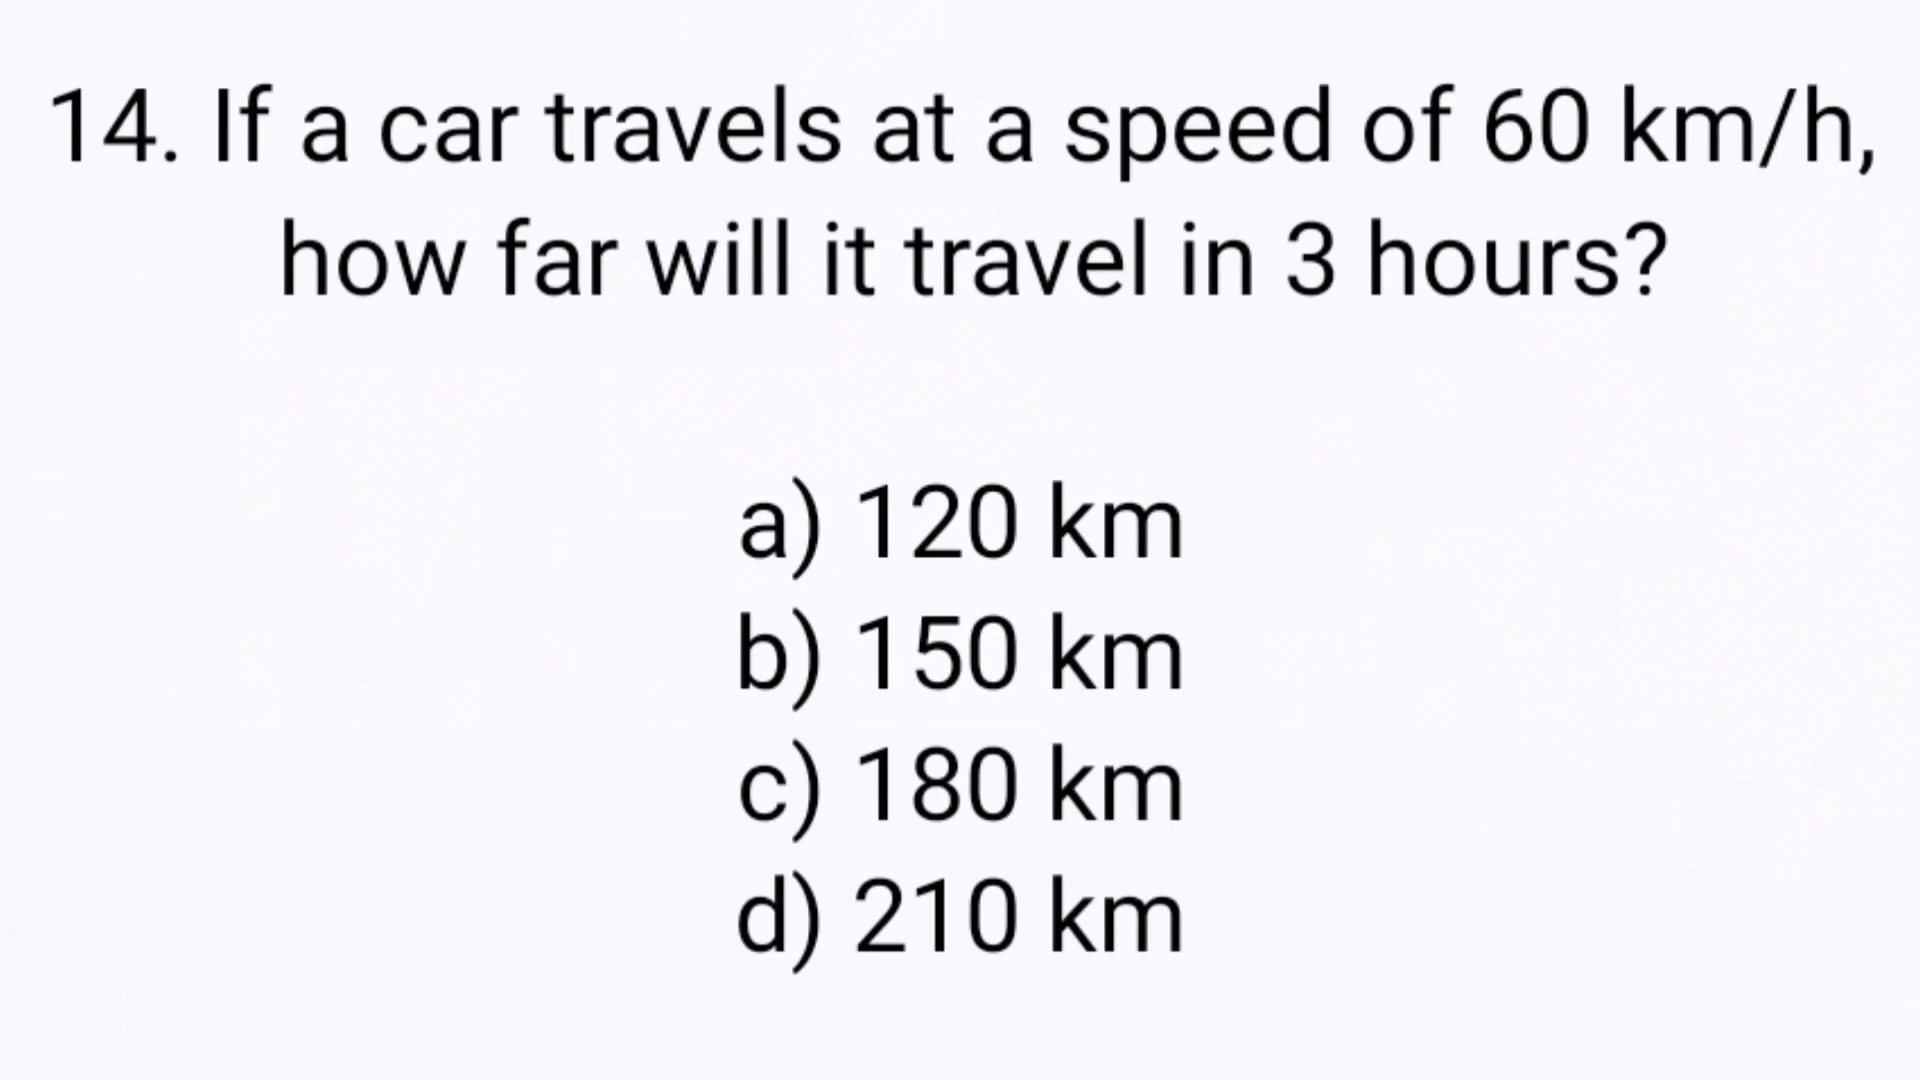 14. If a car travels at a speed of 60 km/h,
how far will it travel in 3 hours?
a) 120 km
b) 150 km
c) 180 km
d) 210 km